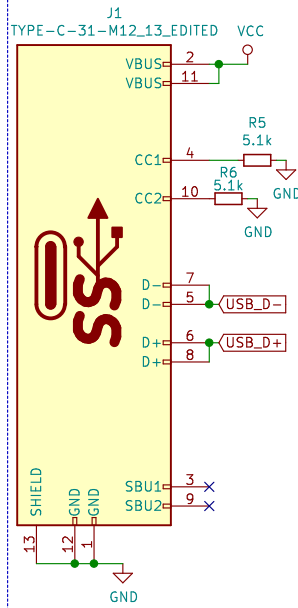 J1
TYPE-C-31-M12_13_EDITED
VCC
VBUS 2
VBUS 11
R5
5.1k
CC1 4
GND
R6
5.1k
CC2 10
GND
D- 7
D- 5 USB_D-
D+ 6 USB_D+
D+ 8
SS
SBU1 3
SBU2 9
SHIELD GND GND
13 12 1
GND